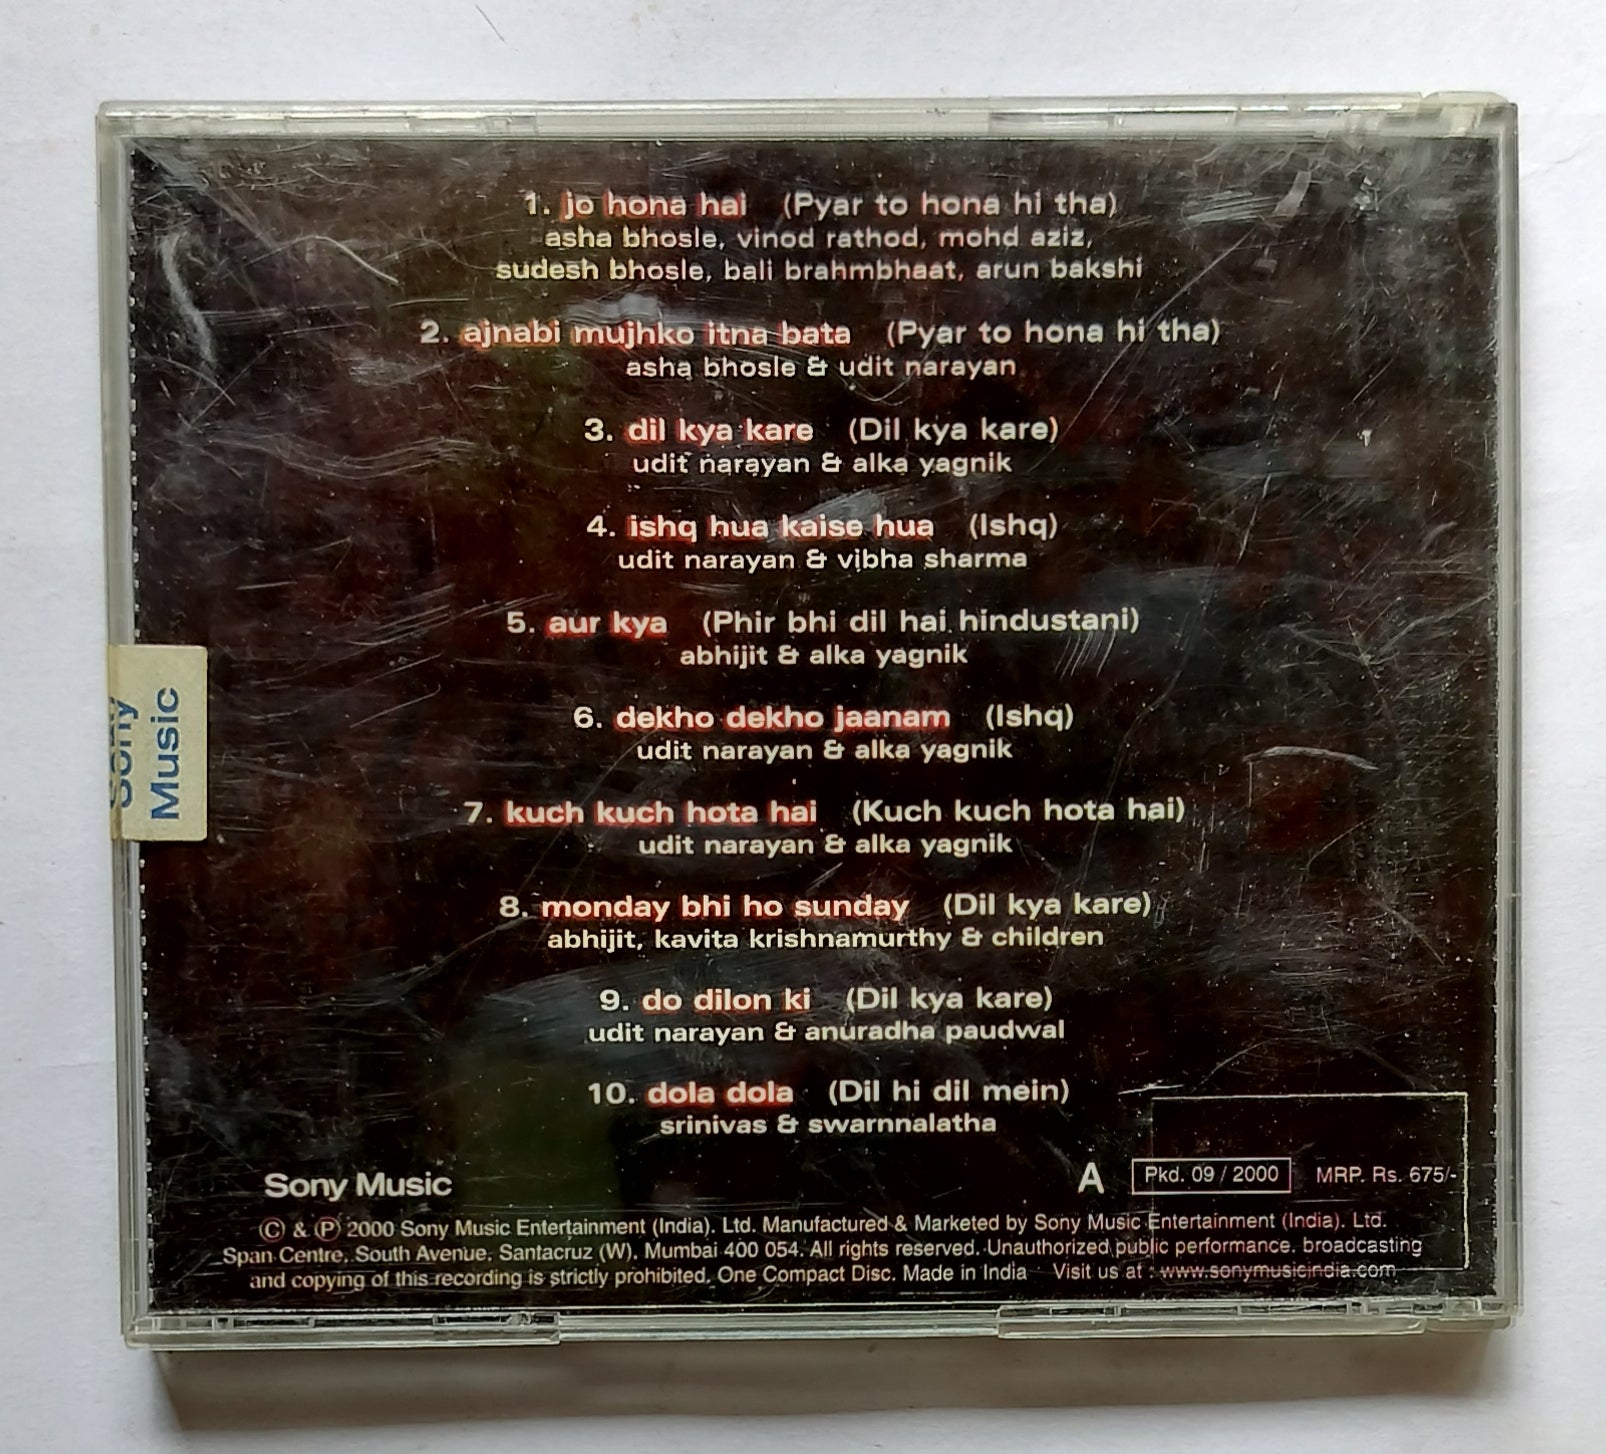 1. jo hona hai (Pyar to hona hi tha)
asha bhosle, vinod rathod, mohd aziz,
sudesh bhosle, bali brahmbhaat, arun bakshi
2. ajnabi mujhko itna bata (Pyar to hona hi tha)
asha bhosle & udit narayan
3. dil kya kare (Dil kya kare)
udit narayan & alka yagnik
4. ishq hua kaise hua (Ishq)
udit narayan & vibha sharma
5. aur kya (Phir bhi dil hai hindustani)
abhijit & alka yagnik
6. dekho dekho jaanam (Ishq)
udit narayan & alka yagnik
7. kuch kuch hota hai (Kuch kuch hota hai)
udit narayan & alka yagnik
8. monday bhi ho sunday (Dil kya kare)
abhijit, kavita krishnamurthy & children
9. do dilon ki (Dil kya kare)
udit narayan & anuradha paudwal
10. dola dola (Dil hi dil mein)
srinivas & swarnnalatha
Sony
Music
Sony Music
A Pkd. 09 / 2000 MRP. Rs. 675/-
© & ℗ 2000 Sony Music Entertainment (India). Ltd. Manufactured & Marketed by Sony Music Entertainment (India). Ltd.
Span Centre, South Avenue, Santacruz (W). Mumbai 400 054. All rights reserved. Unauthorized public performance, broadcasting
and copying of this recording is strictly prohibited. One Compact Disc. Made in India Visit us at : www.sonymusicindia.com